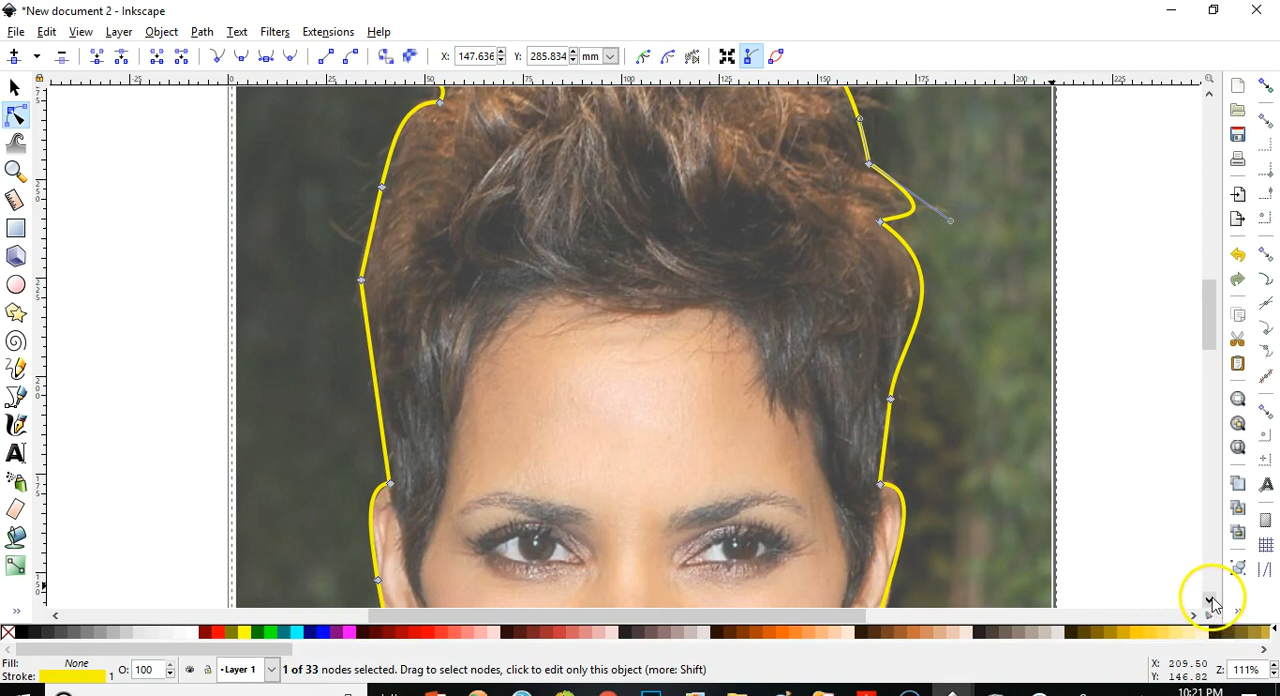 *New document 2 - Inkscape
File Edit View Layer Object Path Text Filters Extensions Help
X: 147.636 Y: 285.834 mm
-25 0 25 50 75 100 125 150 175 200 225
Fill: None
Stroke: 1 O: 100 •Layer 1 1 of 33 nodes selected. Drag to select nodes, click to edit only this object (more: Shift)
X: 209.50
Y: 146.82
Z: 111%
10:21 PM